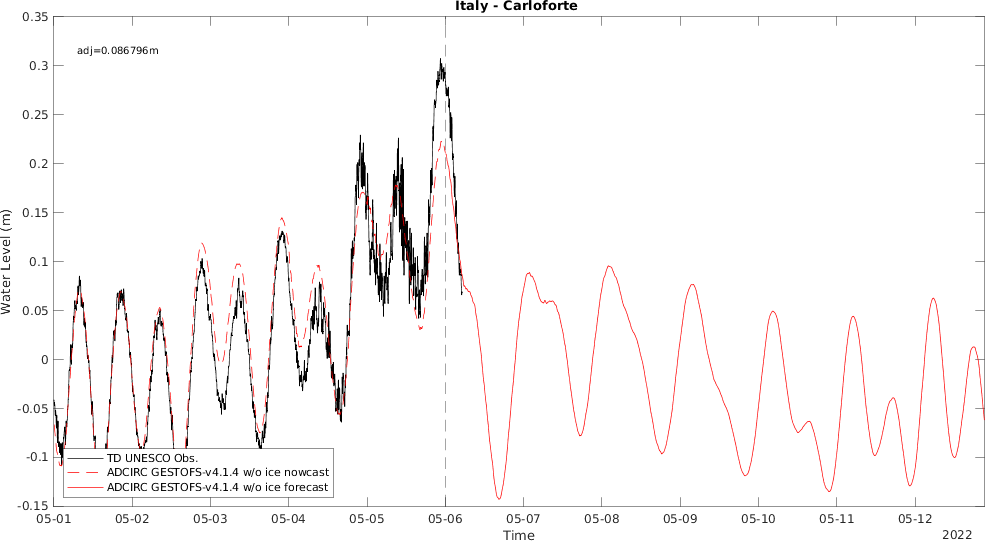 Italy - Carloforte
0.35
adj=0.086796m
0.3
0.25
0.2
0.15
0.1
0.05
0
-0.05
-0.1
-0.15
Water Level (m)
TD UNESCO Obs.
ADCIRC GESTOFS-v4.1.4 w/o ice nowcast
ADCIRC GESTOFS-v4.1.4 w/o ice forecast
05-01 05-02 05-03 05-04 05-05 05-06 05-07 05-08 05-09 05-10 05-11 05-12
Time
2022